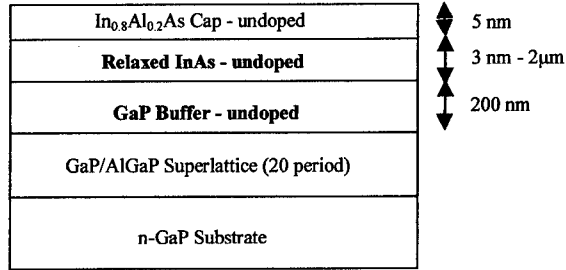 In₀.₈Al₀.₂As Cap - undoped
5 nm
Relaxed InAs - undoped
3 nm - 2μm
GaP Buffer - undoped
200 nm
GaP/AlGaP Superlattice (20 period)
n-GaP Substrate